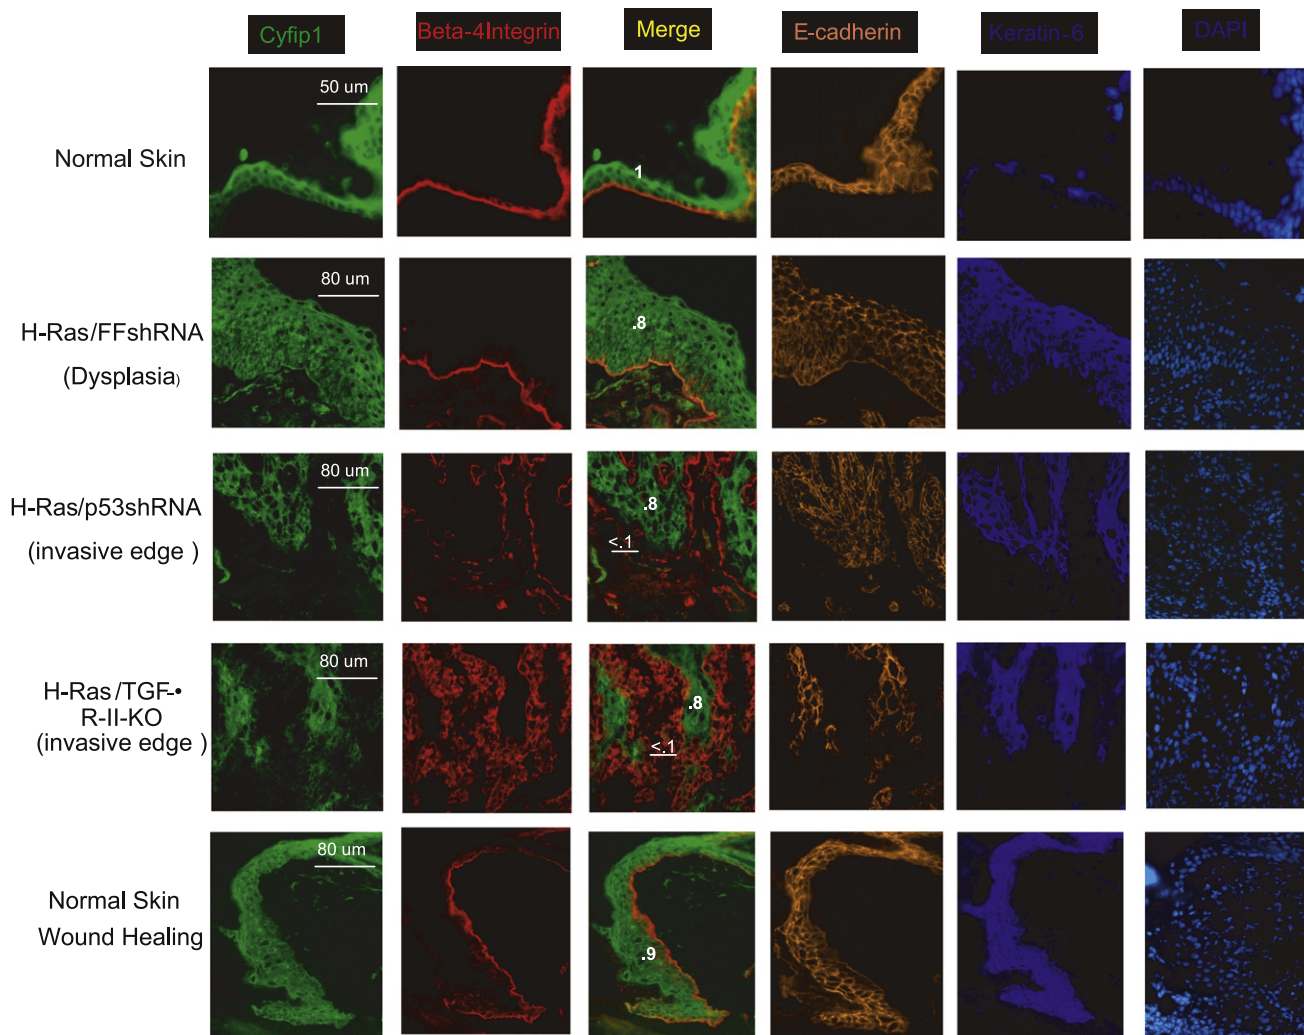 Cyfip1 Beta-4Integrin Merge E-cadherin Keratin-6 DAPI
50 um
Normal Skin
1
80 um
H-Ras/FFshRNA
(Dysplasia)
.8
80 um
H-Ras/p53shRNA
(invasive edge )
.8
<.1
80 um
H-Ras/TGF-•
R-II-KO
(invasive edge )
.8
<.1
80 um
Normal Skin
Wound Healing
.9